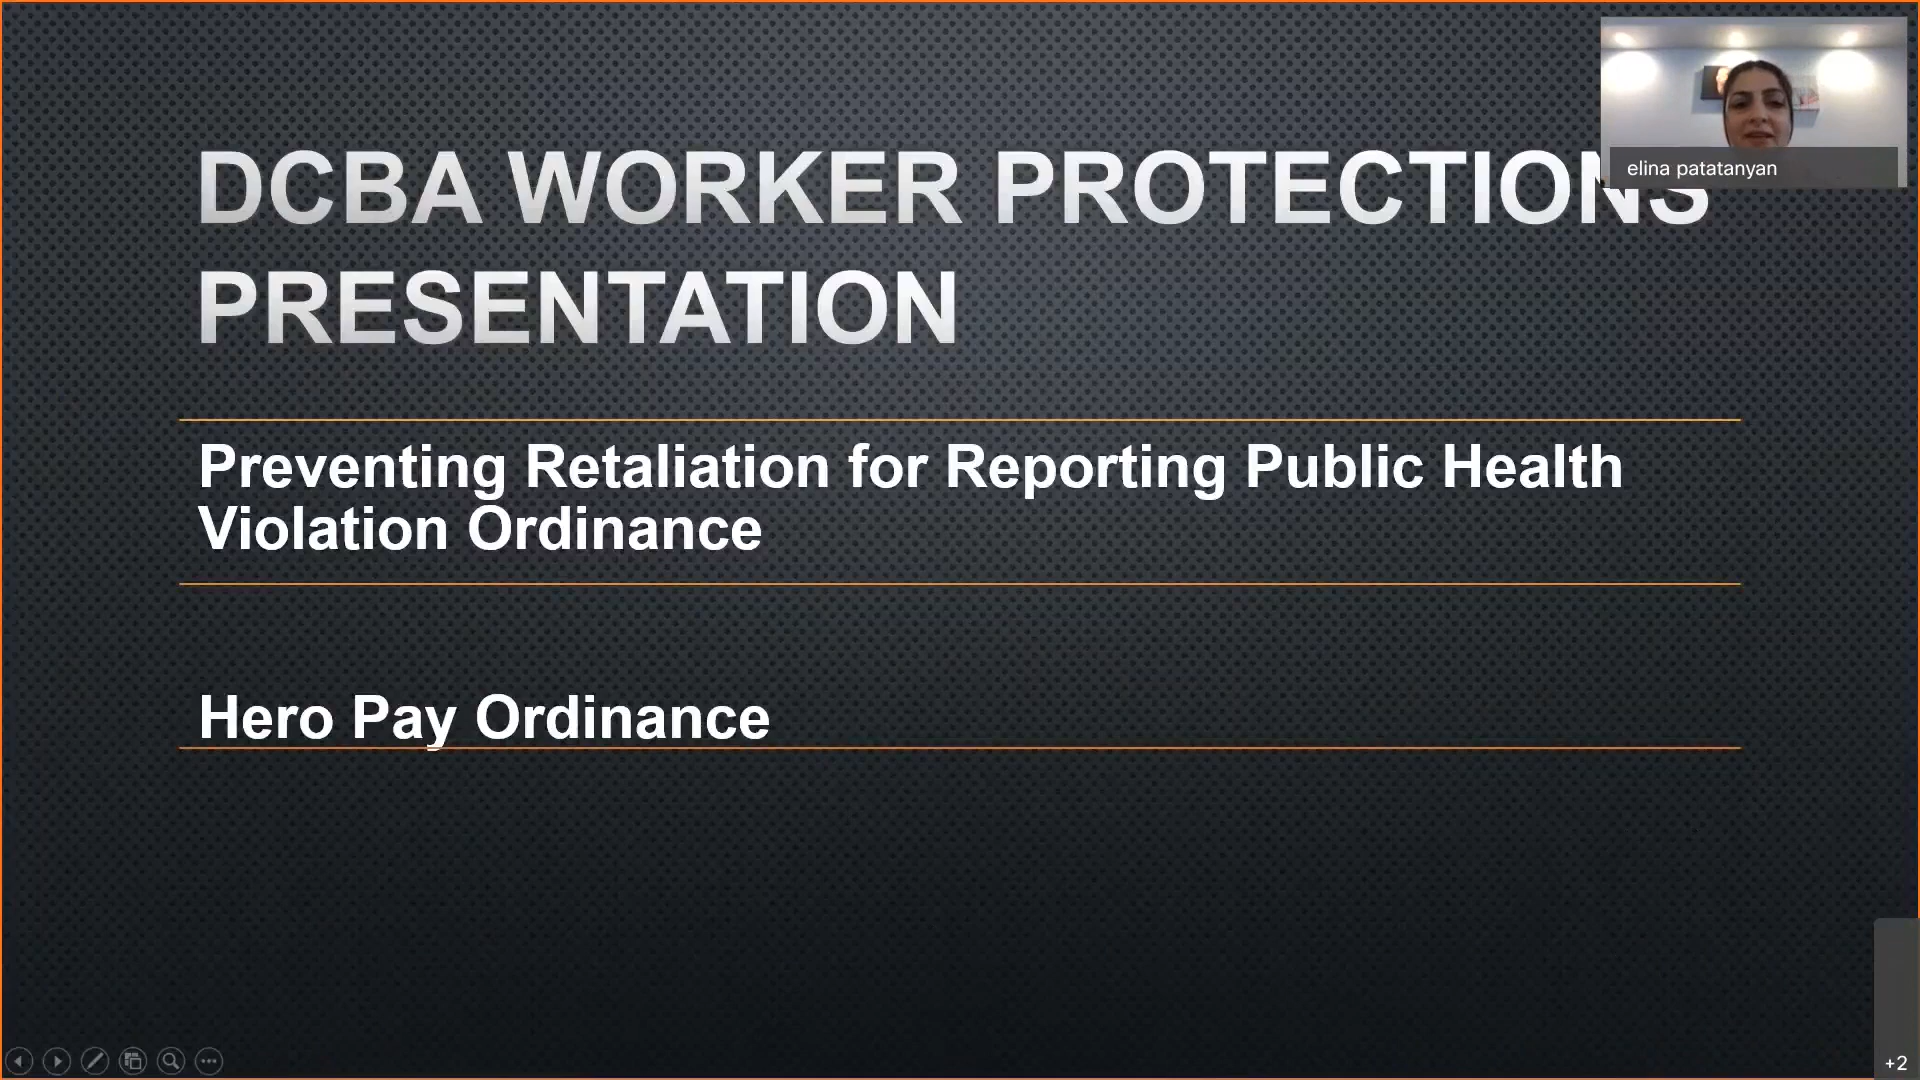 DCBA WORKER PROTECTIONS
PRESENTATION
elina patatanyan
Preventing Retaliation for Reporting Public Health
Violation Ordinance
Hero Pay Ordinance
+2